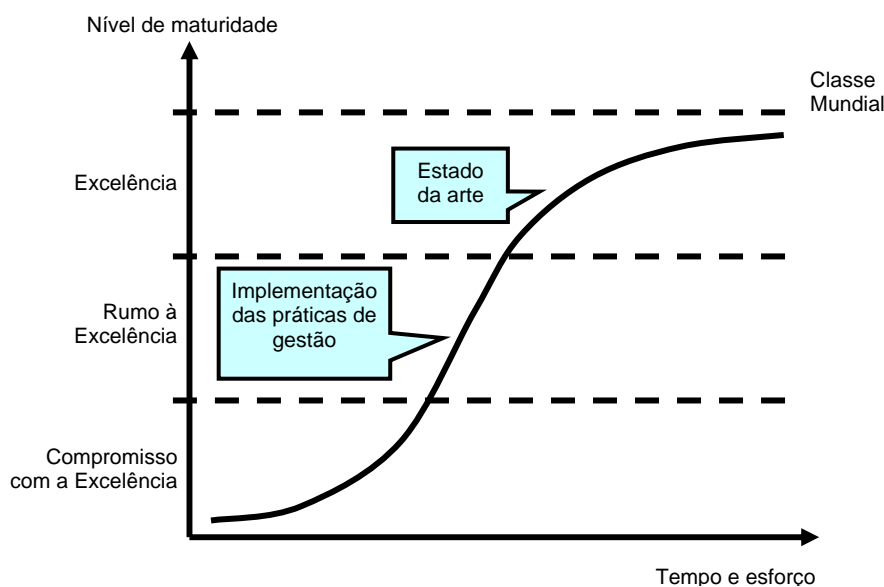 Nível de maturidade
Classe
Mundial
Estado
da arte
Excelência
Implementação
das práticas de
gestão
Rumo à
Excelência
Compromisso
com a Excelência
Tempo e esforço